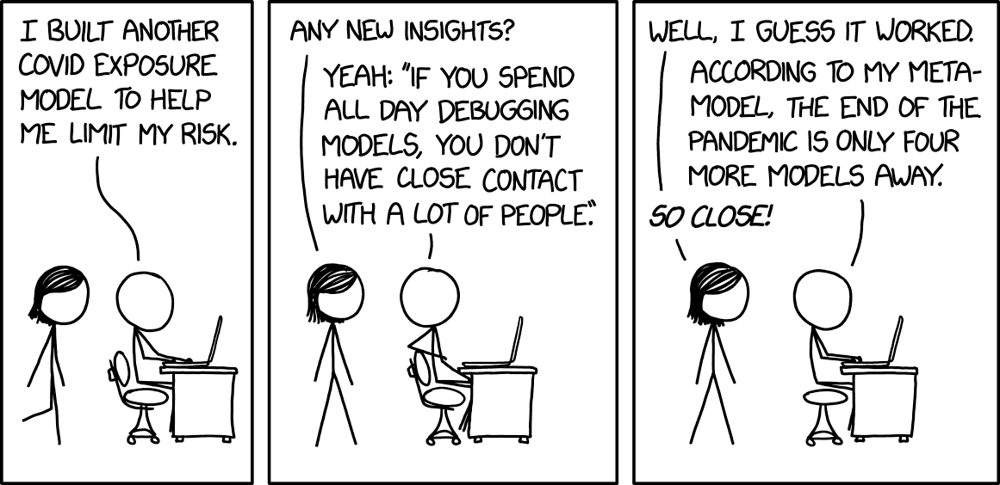 I BUILT ANOTHER
COVID EXPOSURE
MODEL TO HELP
ME LIMIT MY RISK.
ANY NEW INSIGHTS?
YEAH: "IF YOU SPEND
ALL DAY DEBUGGING
MODELS, YOU DON'T
HAVE CLOSE CONTACT
WITH A LOT OF PEOPLE."
WELL, I GUESS IT WORKED.
ACCORDING TO MY META-
MODEL, THE END OF THE
PANDEMIC IS ONLY FOUR
MORE MODELS AWAY.
SO CLOSE!